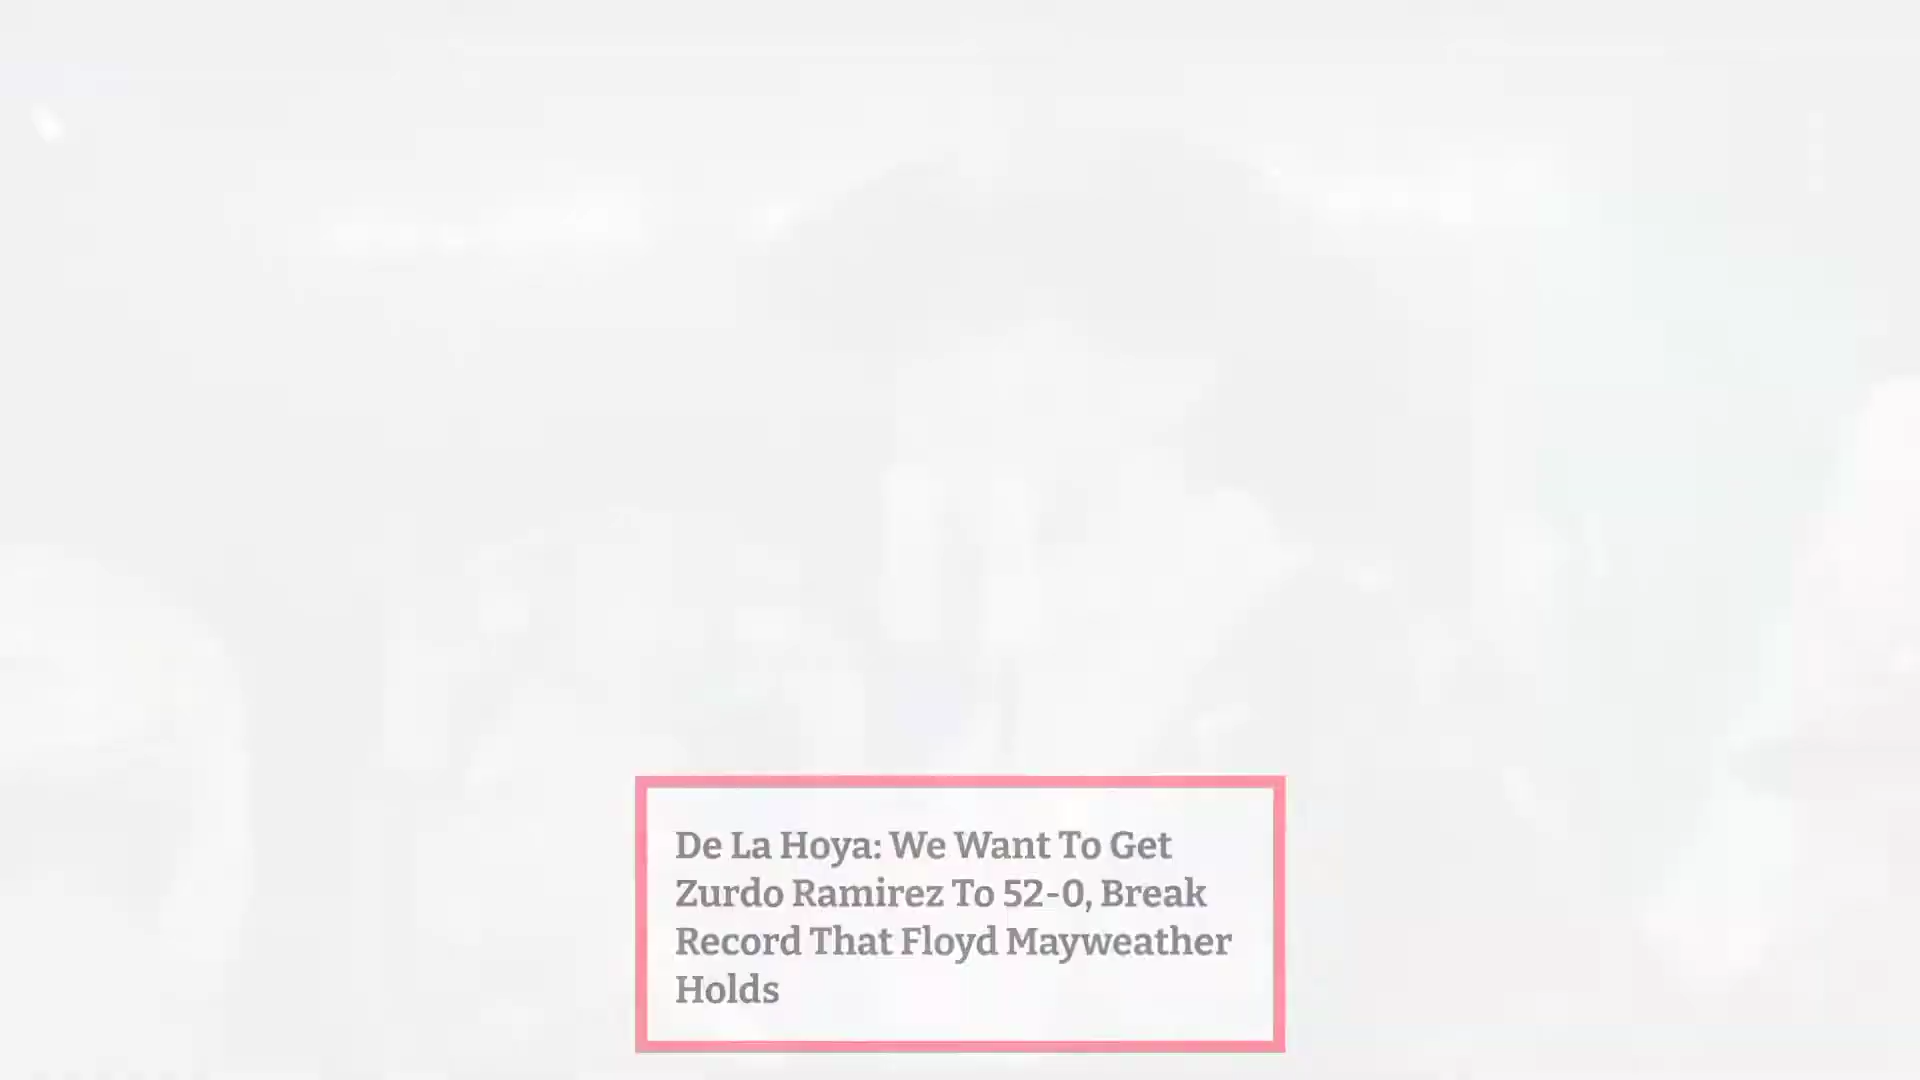 De La Hoya: We Want To Get
Zurdo Ramirez To 52-0, Break
Record That Floyd Mayweather
Holds